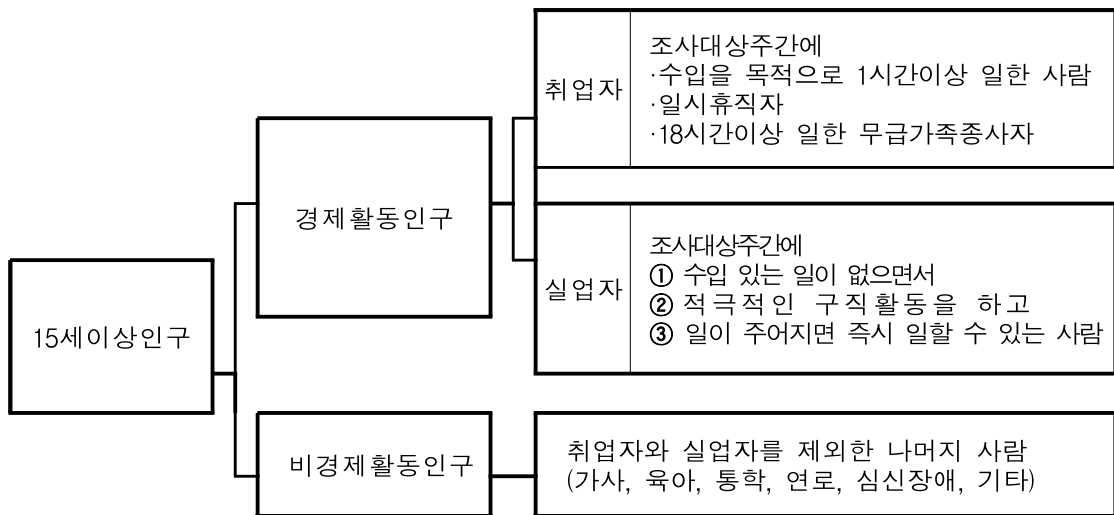 15세이상인구
경제활동인구
취업자
조사대상주간에
·수입을 목적으로 1시간이상 일한 사람
·일시휴직자
·18시간이상 일한 무급가족종사자
실업자
조사대상주간에
① 수입 있는 일이 없으면서
② 적극적인 구직활동을 하고
③ 일이 주어지면 즉시 일할 수 있는 사람
비경제활동인구
취업자와 실업자를 제외한 나머지 사람
(가사, 육아, 통학, 연로, 심신장애, 기타)